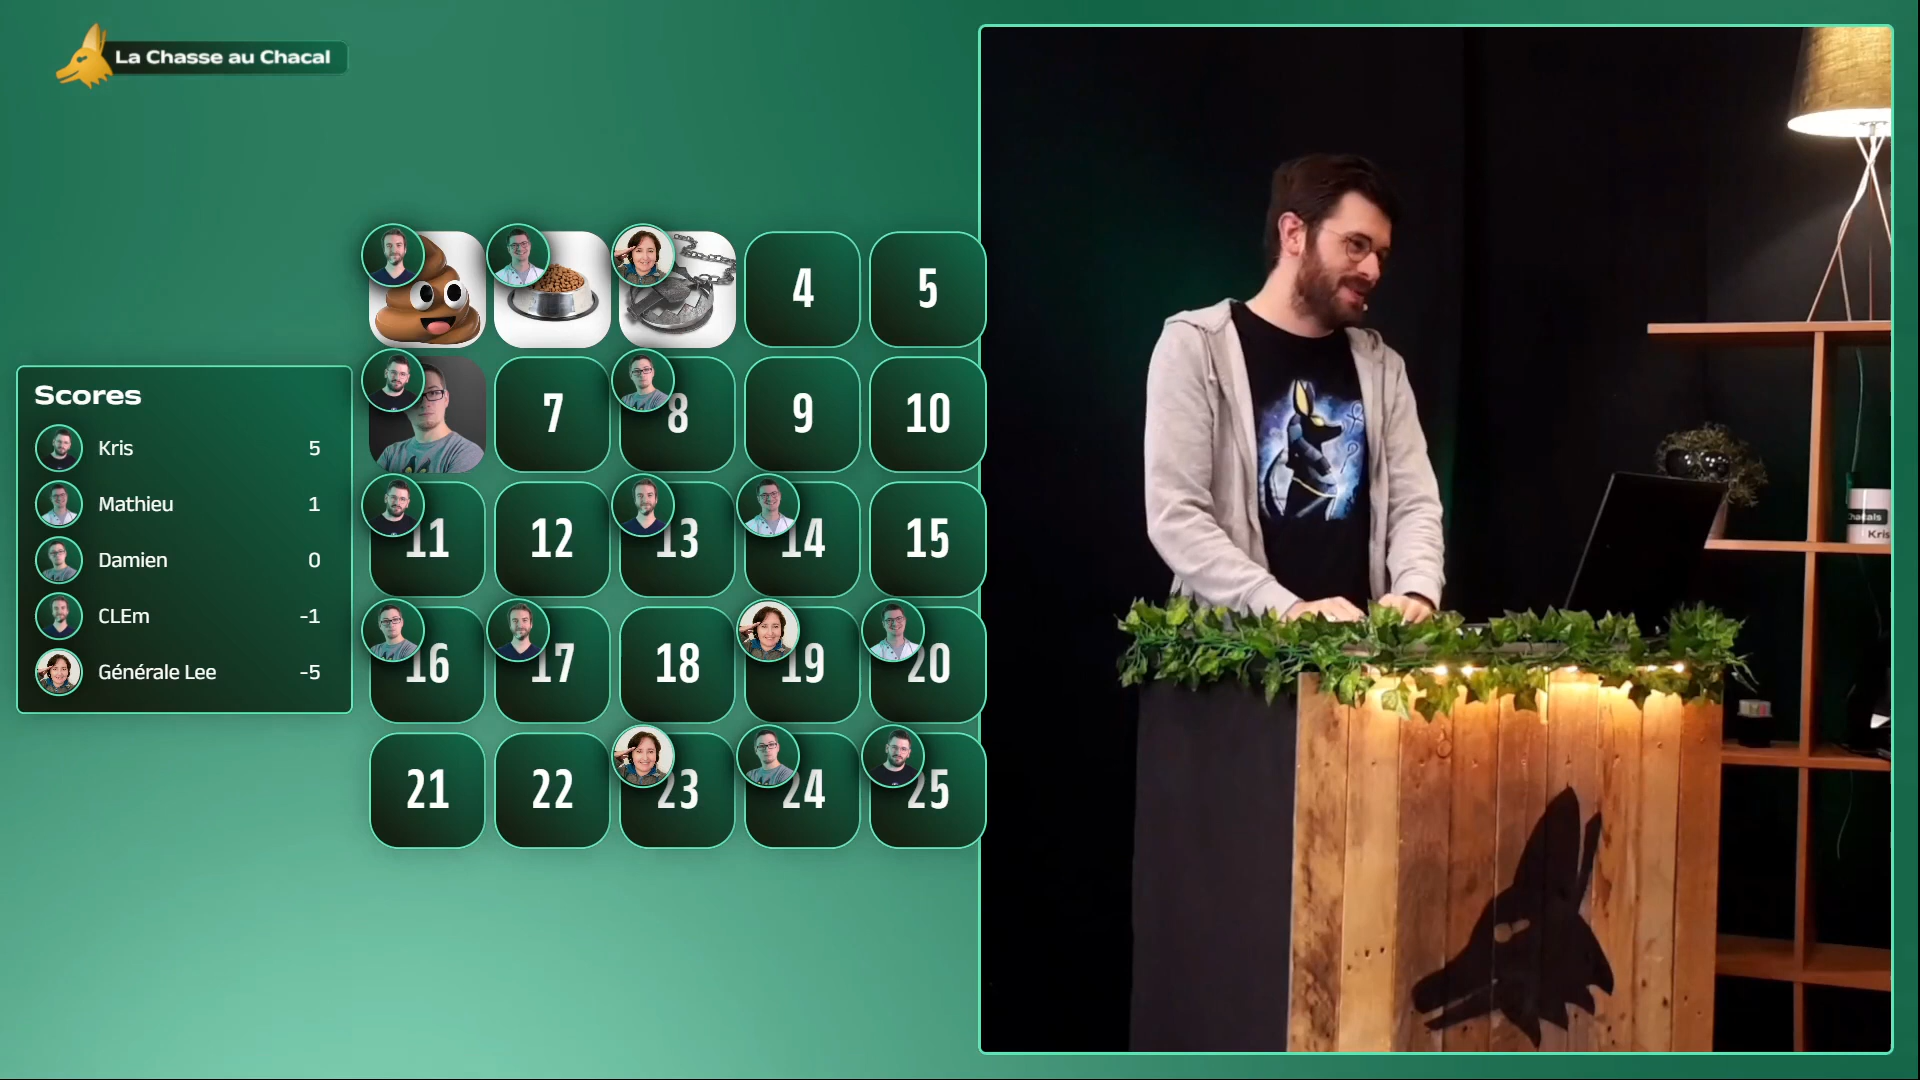 La Chasse au Chacal
4 5
7 8 9 10
11 12 13 14 15
16 17 18 19 20
21 22 23 24 25
Scores
Kris 5
Mathieu 1
Damien 0
CLEm -1
Générale Lee -5
Kris